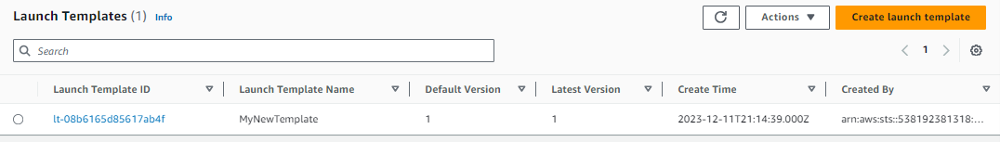 Launch Templates (1) Info Actions Create launch template
Search 1
Launch Template ID Launch Template Name Default Version Latest Version Create Time Created By
lt-08b6165d85617ab4f MyNewTemplate 1 1 2023-12-11T21:14:39.000Z arn:aws:sts::538192381318:...